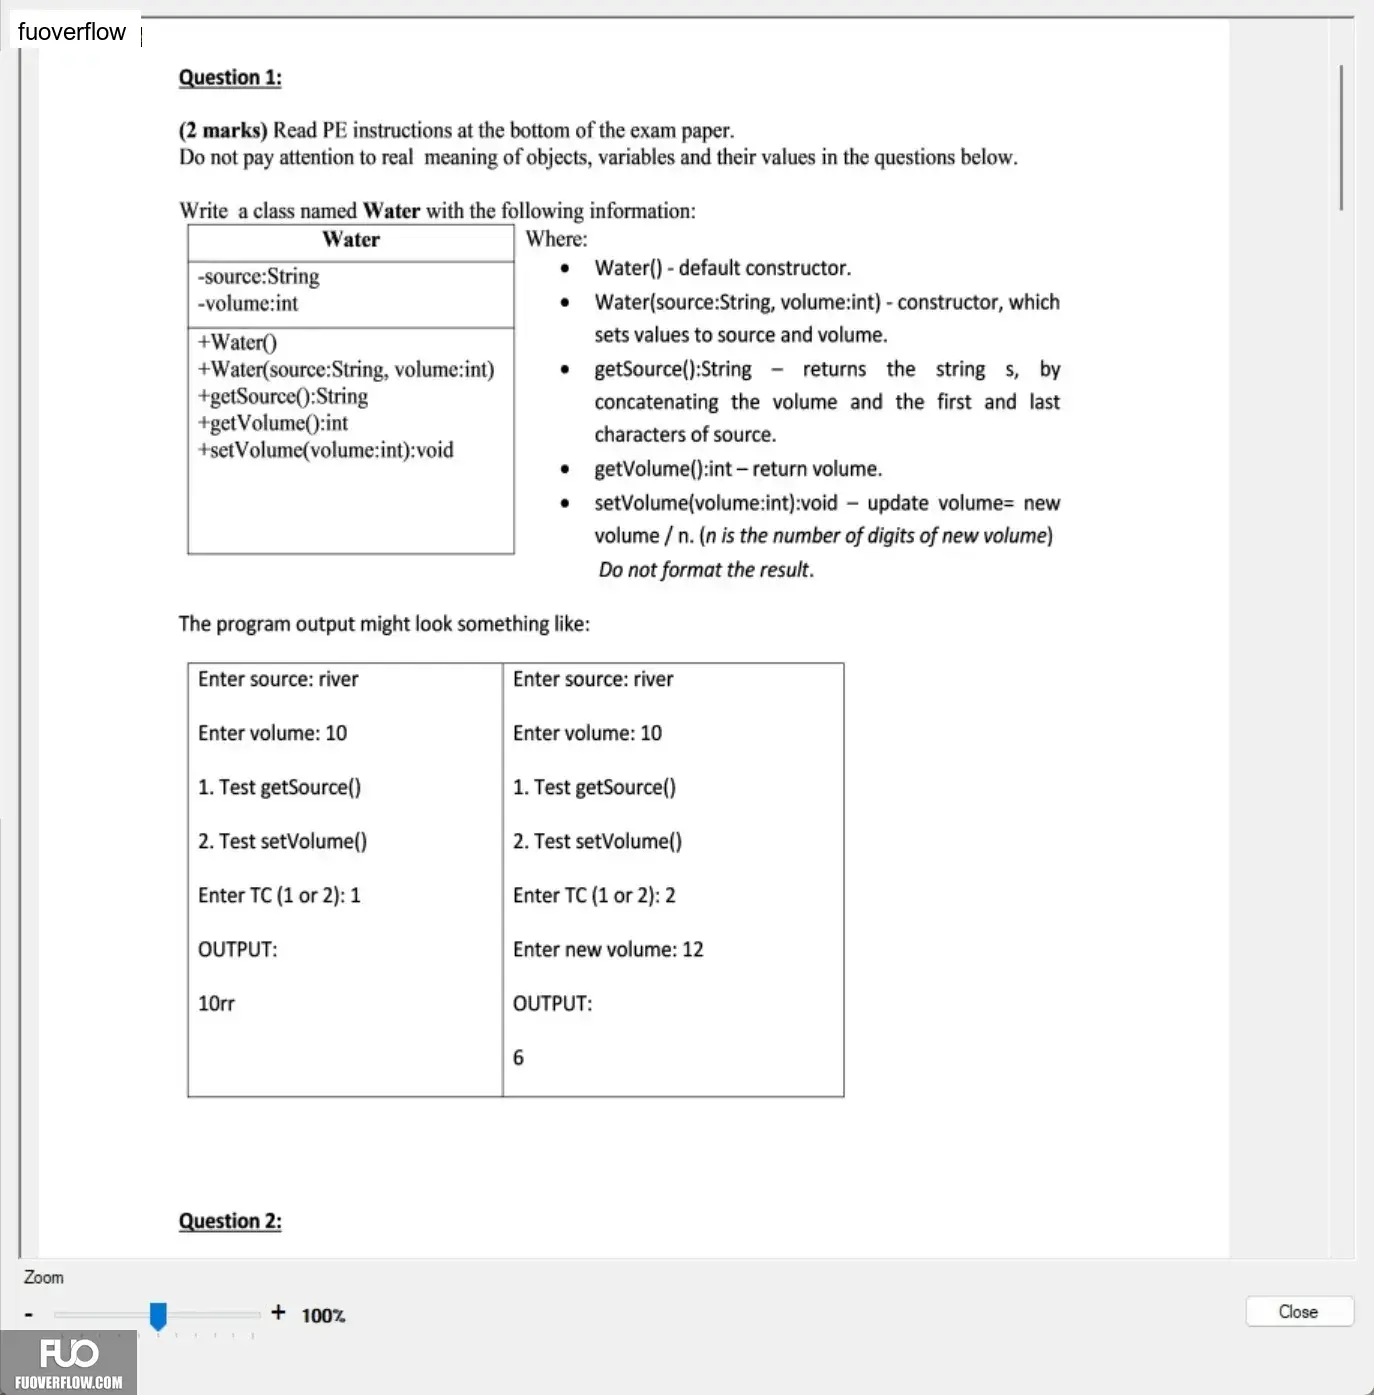 fuoverflow
Question 1:
(2 marks) Read PE instructions at the bottom of the exam paper.
Do not pay attention to real meaning of objects, variables and their values in the questions below.
Write a class named Water with the following information:
Water
-source:String
-volume:int
+Water()
+Water(source:String, volume:int)
+getSource():String
+getVolume():int
+setVolume(volume:int):void
Where:
• Water() - default constructor.
• Water(source:String, volume:int) - constructor, which
sets values to source and volume.
• getSource():String – returns the string s, by
concatenating the volume and the first and last
characters of source.
• getVolume():int – return volume.
• setVolume(volume:int):void – update volume= new
volume / n. (n is the number of digits of new volume)
Do not format the result.
The program output might look something like:
Enter source: river
Enter volume: 10
1. Test getSource()
2. Test setVolume()
Enter TC (1 or 2): 1
OUTPUT:
10rr
Enter source: river
Enter volume: 10
1. Test getSource()
2. Test setVolume()
Enter TC (1 or 2): 2
Enter new volume: 12
OUTPUT:
6
Question 2:
Zoom
- + 100%
Close
FUO
FUOVERFLOW.COM